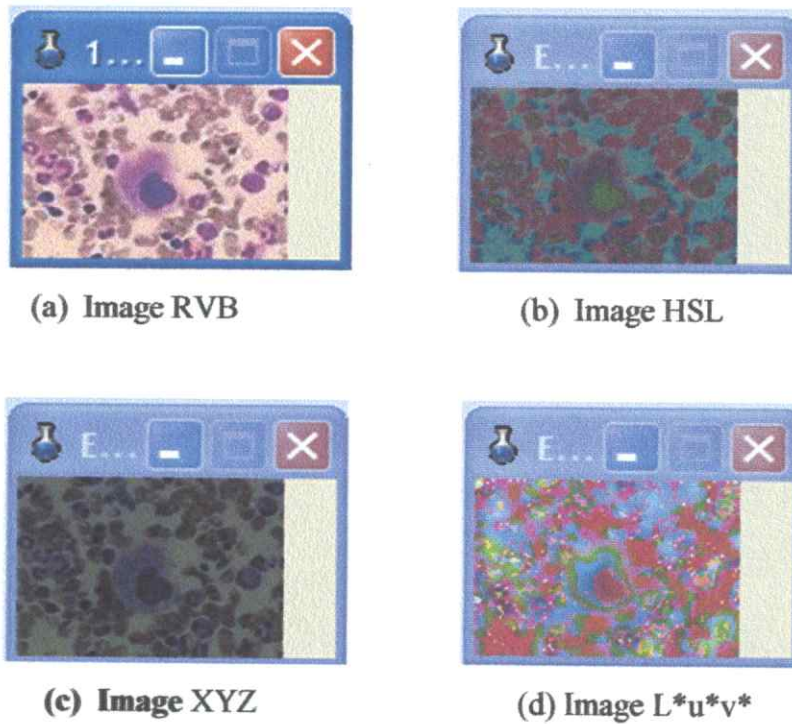 1...
E...
(a) Image RVB
(b) Image HSL
E...
E...
(c) Image XYZ
(d) Image L*u*v*